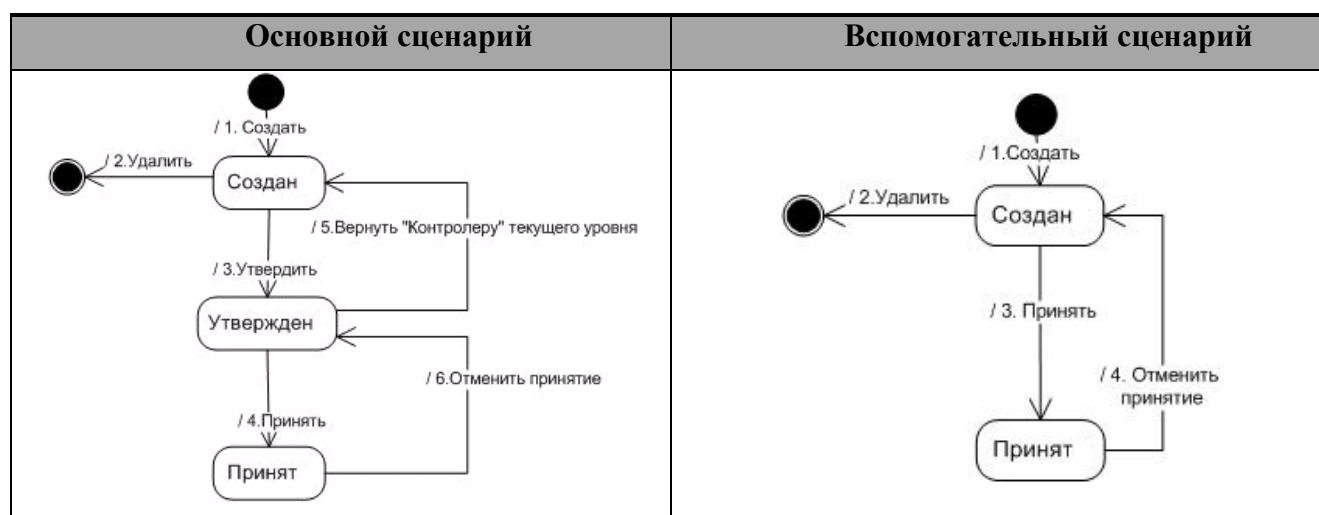 Основной сценарий
Вспомогательный сценарий
/ 1. Создать
/ 2.Удалить
Создан
/ 5.Вернуть "Контролеру" текущего уровня
/ 3.Утвердить
Утвержден
/ 6.Отменить принятие
/ 4.Принять
Принят
/ 1.Создать
/ 2.Удалить
Создан
/ 3. Принять
/ 4. Отменить
принятие
Принят